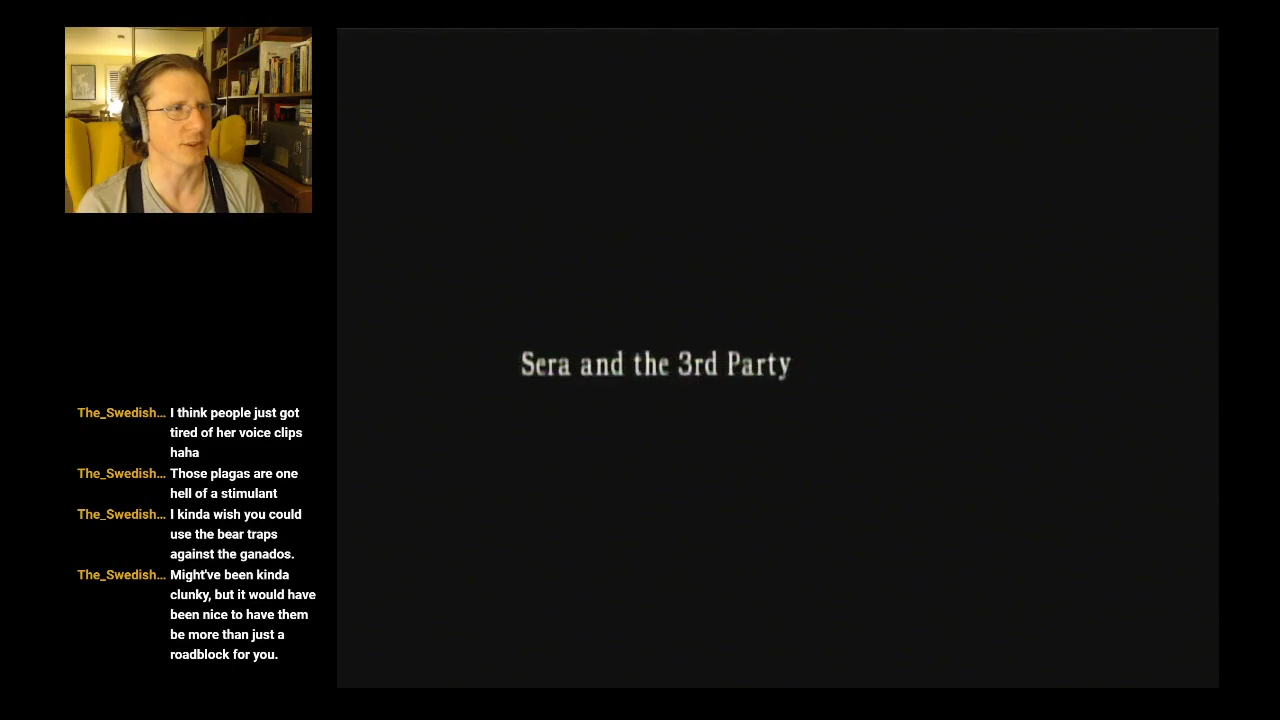 Sera and the 3rd Party
The_Swedish... I think people just got
tired of her voice clips
haha
The_Swedish... Those plagas are one
hell of a stimulant
The_Swedish... I kinda wish you could
use the bear traps
against the ganados.
The_Swedish... Might've been kinda
clunky, but it would have
been nice to have them
be more than just a
roadblock for you.